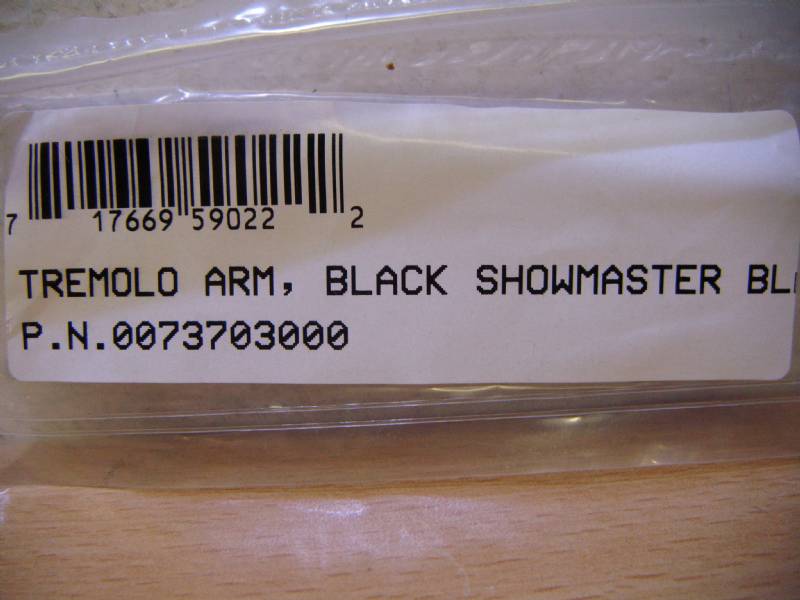 7 17669 59022 2
TREMOLO ARM, BLACK SHOWMASTER
P.N.0073703000